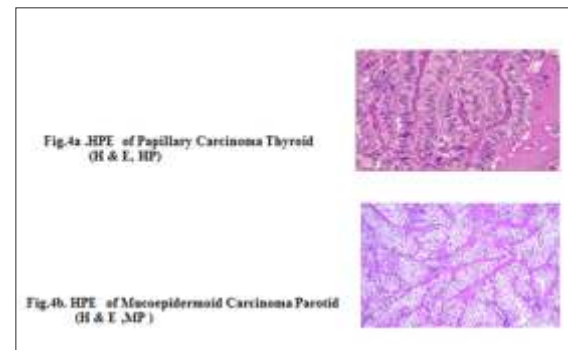 Fig.4a .HPE of Papillary Carcinoma Thyroid
(H & E, HP)
Fig.4b. HPE of Mucoepidermoid Carcinoma Parotid
(H & E ,MP )